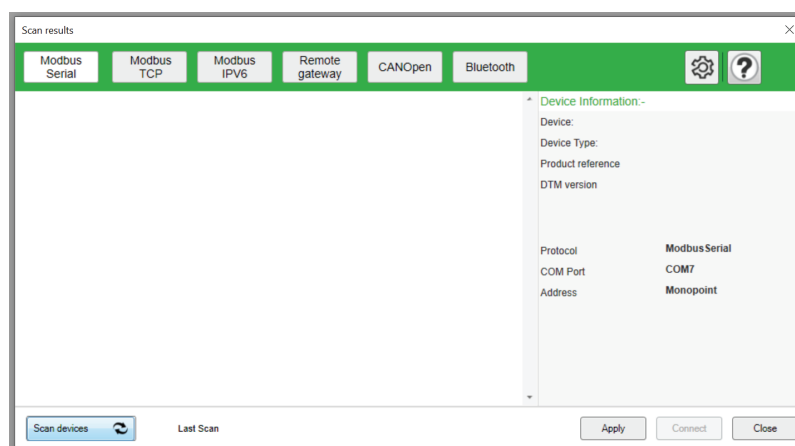 Scan results
Modbus Serial
Modbus TCP
Modbus IPV6
Remote gateway
CANOpen
Bluetooth
?
Device Information:-
Device:
Device Type:
Product reference
DTM version
Protocol ModbusSerial
COM Port COM7
Address Monopoint
Scan devices
Last Scan
Apply
Connect
Close